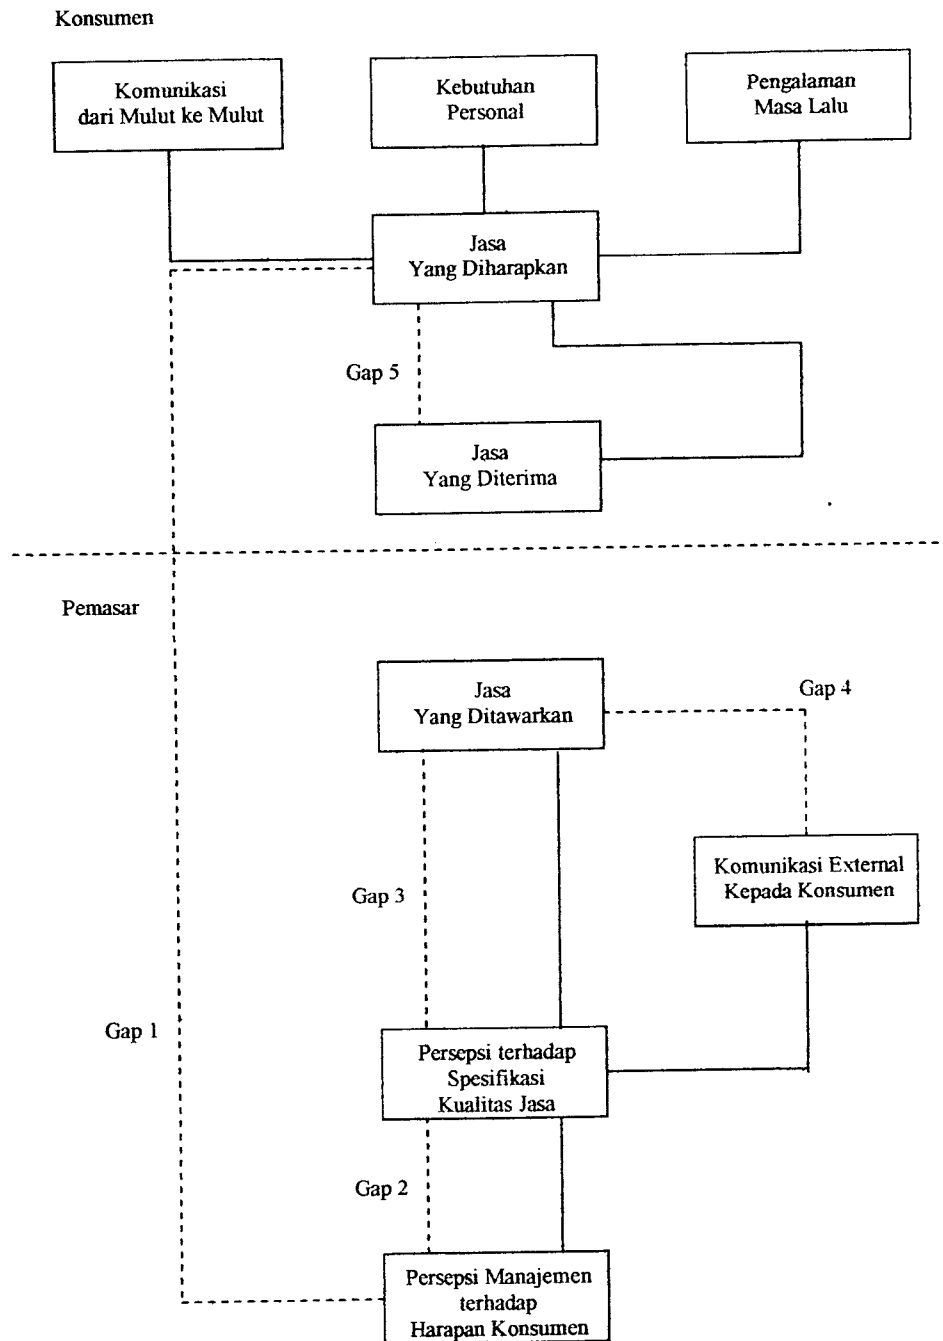 Konsumen
Komunikasi
dari Mulut ke Mulut
Kebutuhan
Personal
Pengalaman
Masa Lalu
Jasa
Yang Diharapkan
Gap 5
Jasa
Yang Diterima
Pemasar
Jasa
Yang Ditawarkan
Gap 4
Komunikasi External
Kepada Konsumen
Gap 3
Gap 1
Persepsi terhadap
Spesifikasi
Kualitas Jasa
Gap 2
Persepsi Manajemen
terhadap
Harapan Konsumen